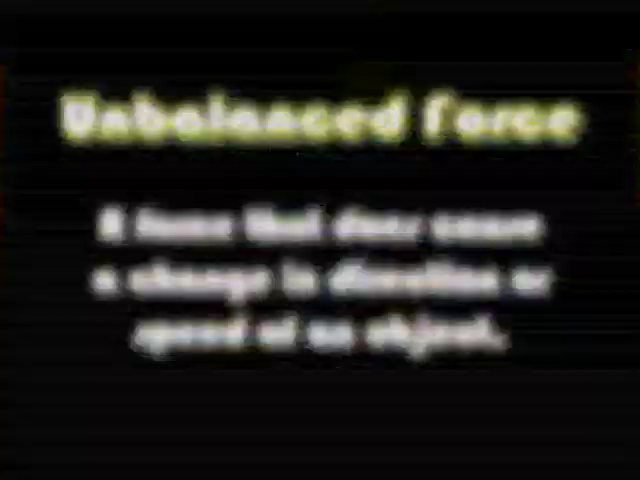 Unbalanced Force
A force that does cause
a change in direction or
speed of an object.